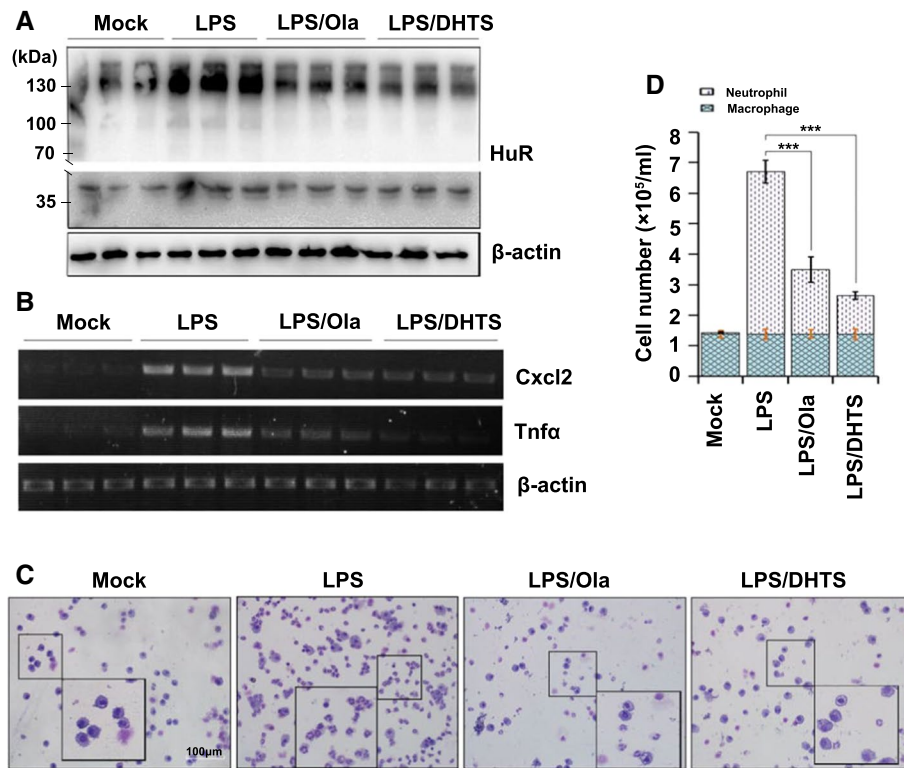 A
Mock LPS LPS/Ola LPS/DHTS
(kDa)
130
100
70
35
HuR
β-actin
B
Mock LPS LPS/Ola LPS/DHTS
Cxcl2
Tnfα
β-actin
C
Mock LPS LPS/Ola LPS/DHTS
100μm
D
Neutrophil
Macrophage
***
***
Cell number (×10⁵/ml)
8
7
6
5
4
3
2
1
0
Mock
LPS
LPS/Ola
LPS/DHTS